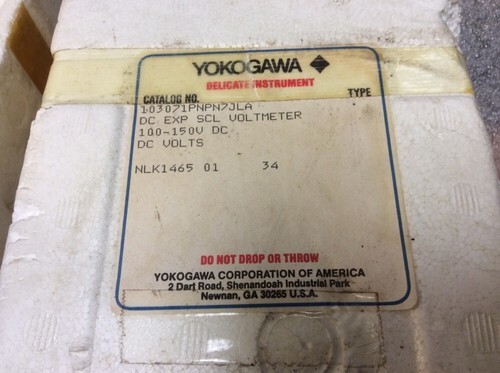 YOKOGAWA
DELICATE INSTRUMENT
CATALOG NO. TYPE
103071PNPN7JLA
DC EXP SCL VOLTMETER
100-150V DC
DC VOLTS
NLK1465 01 34
DO NOT DROP OR THROW
YOKOGAWA CORPORATION OF AMERICA
2 Dart Road, Shenandoah Industrial Park
Newnan, GA 30265 U.S.A.